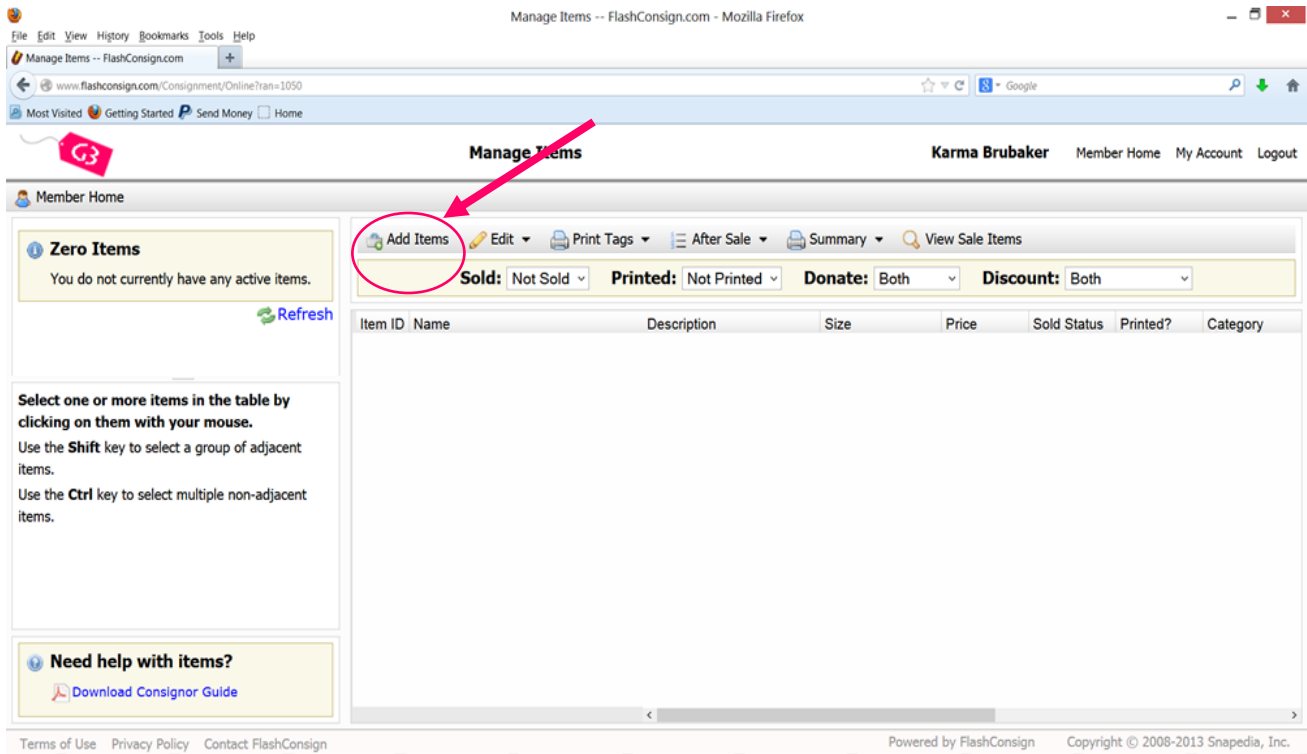 Manage Items -- FlashConsign.com - Mozilla Firefox
File Edit View History Bookmarks Tools Help
Manage Items -- FlashConsign.com
www.flashconsign.com/Consignment/Online?ran=1050
Google
Most Visited Getting Started Send Money Home
G3
Manage Items
Karma Brubaker Member Home My Account Logout
Member Home
Zero Items
You do not currently have any active items.
Refresh
Select one or more items in the table by
clicking on them with your mouse.
Use the Shift key to select a group of adjacent
items.
Use the Ctrl key to select multiple non-adjacent
items.
Need help with items?
Download Consignor Guide
Add Items Edit Print Tags After Sale Summary View Sale Items
Sold: Not Sold Printed: Not Printed Donate: Both Discount: Both
Item ID Name Description Size Price Sold Status Printed? Category
Terms of Use Privacy Policy Contact FlashConsign
Powered by FlashConsign Copyright © 2008-2013 Snapedia, Inc.